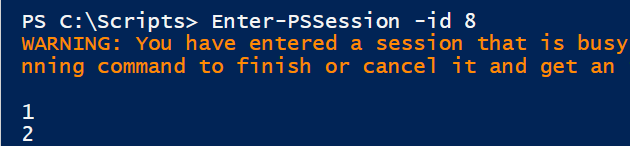 PS C:\Scripts> Enter-PSSession -id 8
WARNING: You have entered a session that is busy
nning command to finish or cancel it and get an
1
2